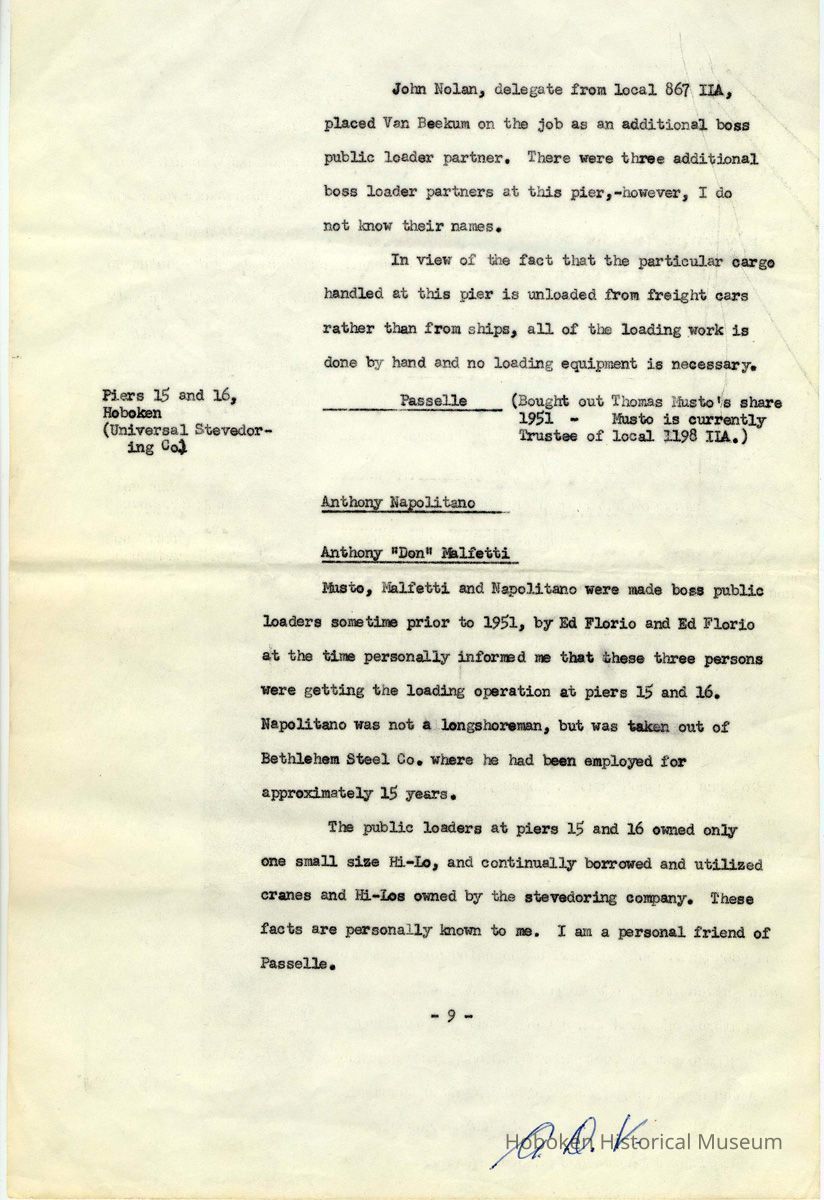 John Nolan, delegate from local 867 ILA,
placed Van Beekum on the job as an additional boss
public loader partner. There were three additional
boss loader partners at this pier,-however, I do
not know their names.
In view of the fact that the particular cargo
handled at this pier is unloaded from freight cars
rather than from ships, all of the loading work is
done by hand and no loading equipment is necessary.
Piers 15 and 16,
Hoboken
(Universal Stevedor-
ing Co.)
Passelle
(Bought out Thomas Musto's share
1951 - Musto is currently
Trustee of local 1198 ILA.)
Anthony Napolitano
Anthony "Don" Malfetti
Musto, Malfetti and Napolitano were made boss public
loaders sometime prior to 1951, by Ed Florio and Ed Florio
at the time personally informed me that these three persons
were getting the loading operation at piers 15 and 16.
Napolitano was not a longshoreman, but was taken out of
Bethlehem Steel Co. where he had been employed for
approximately 15 years.
The public loaders at piers 15 and 16 owned only
one small size Hi-Lo, and continually borrowed and utilized
cranes and Hi-Los owned by the stevedoring company. These
facts are personally known to me. I am a personal friend of
Passelle.
- 9 -
A. D. V.
Hoboken Historical Museum